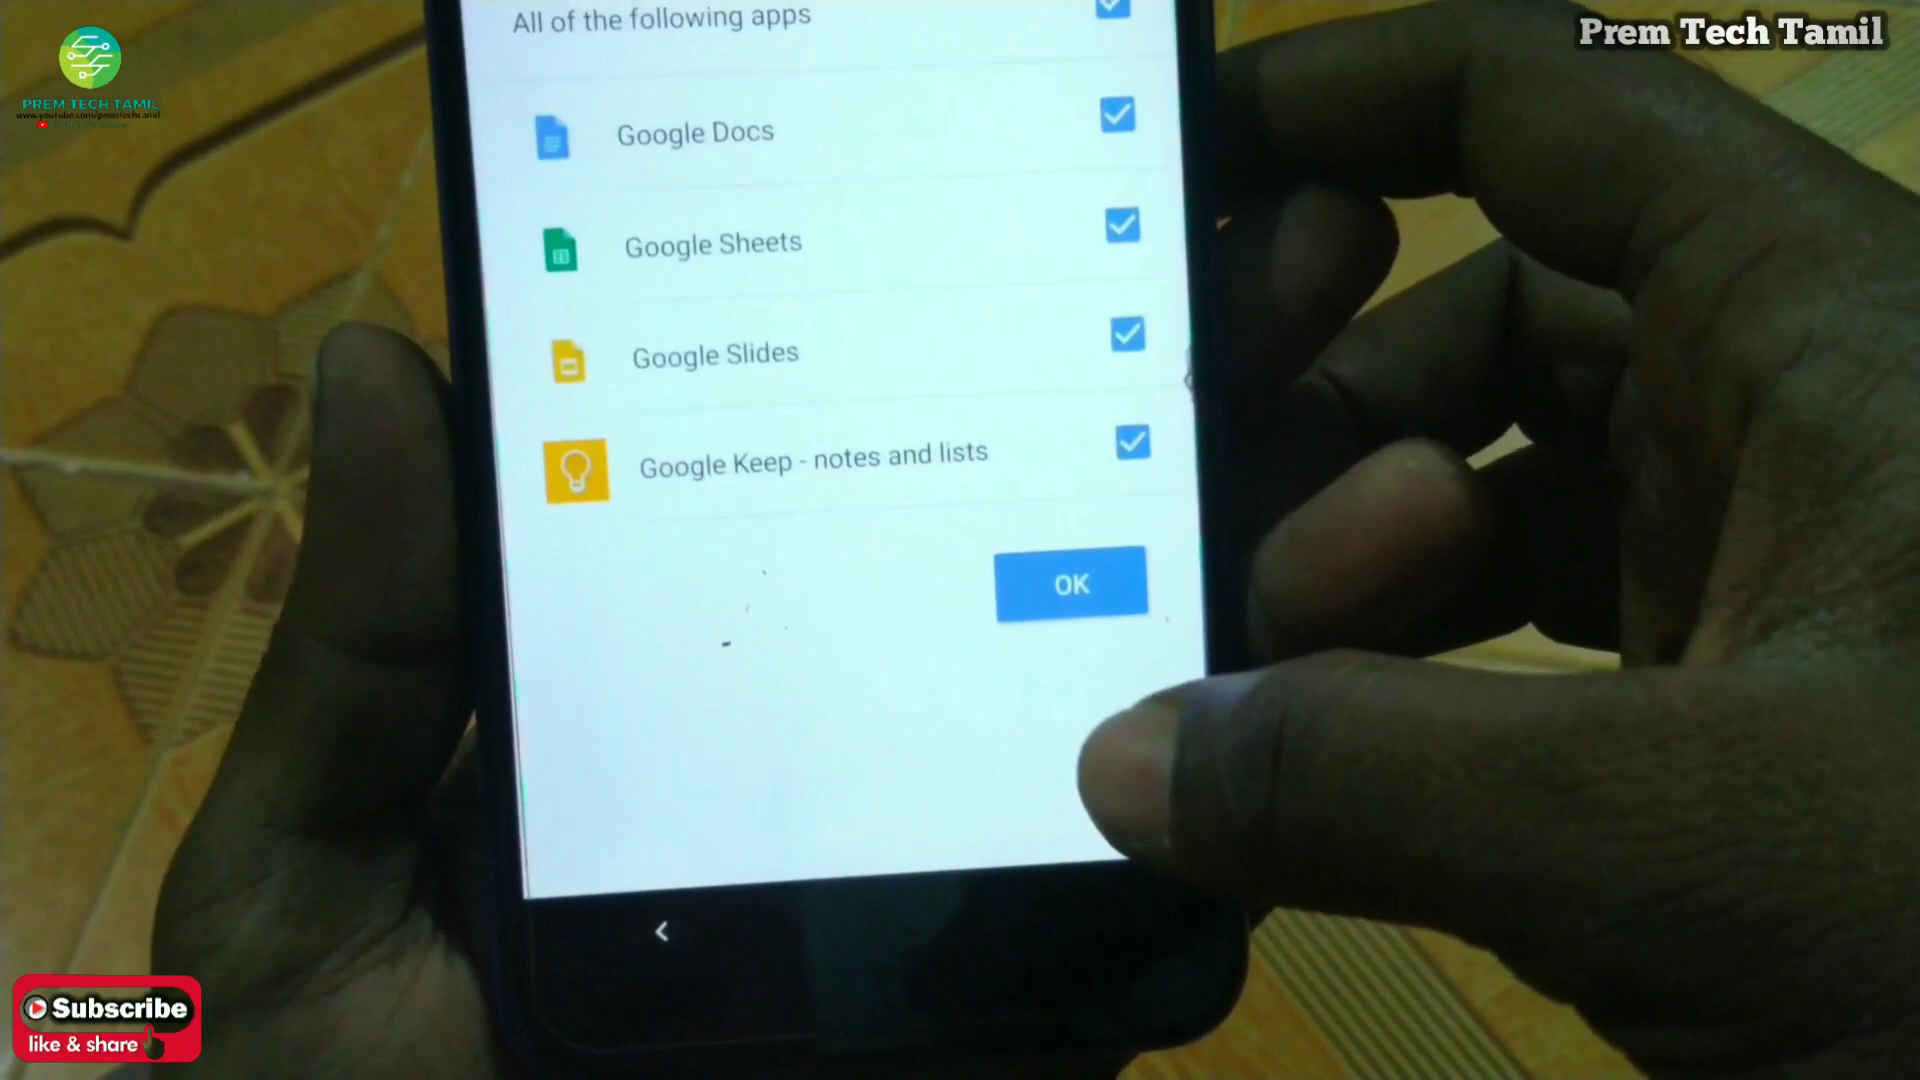 All of the following apps
Prem Tech Tamil
PREM TECH TAMIL
www.youtube.com/premtechtamil
Google Docs
Google Sheets
Google Slides
Google Keep - notes and lists
OK
Subscribe
like & share